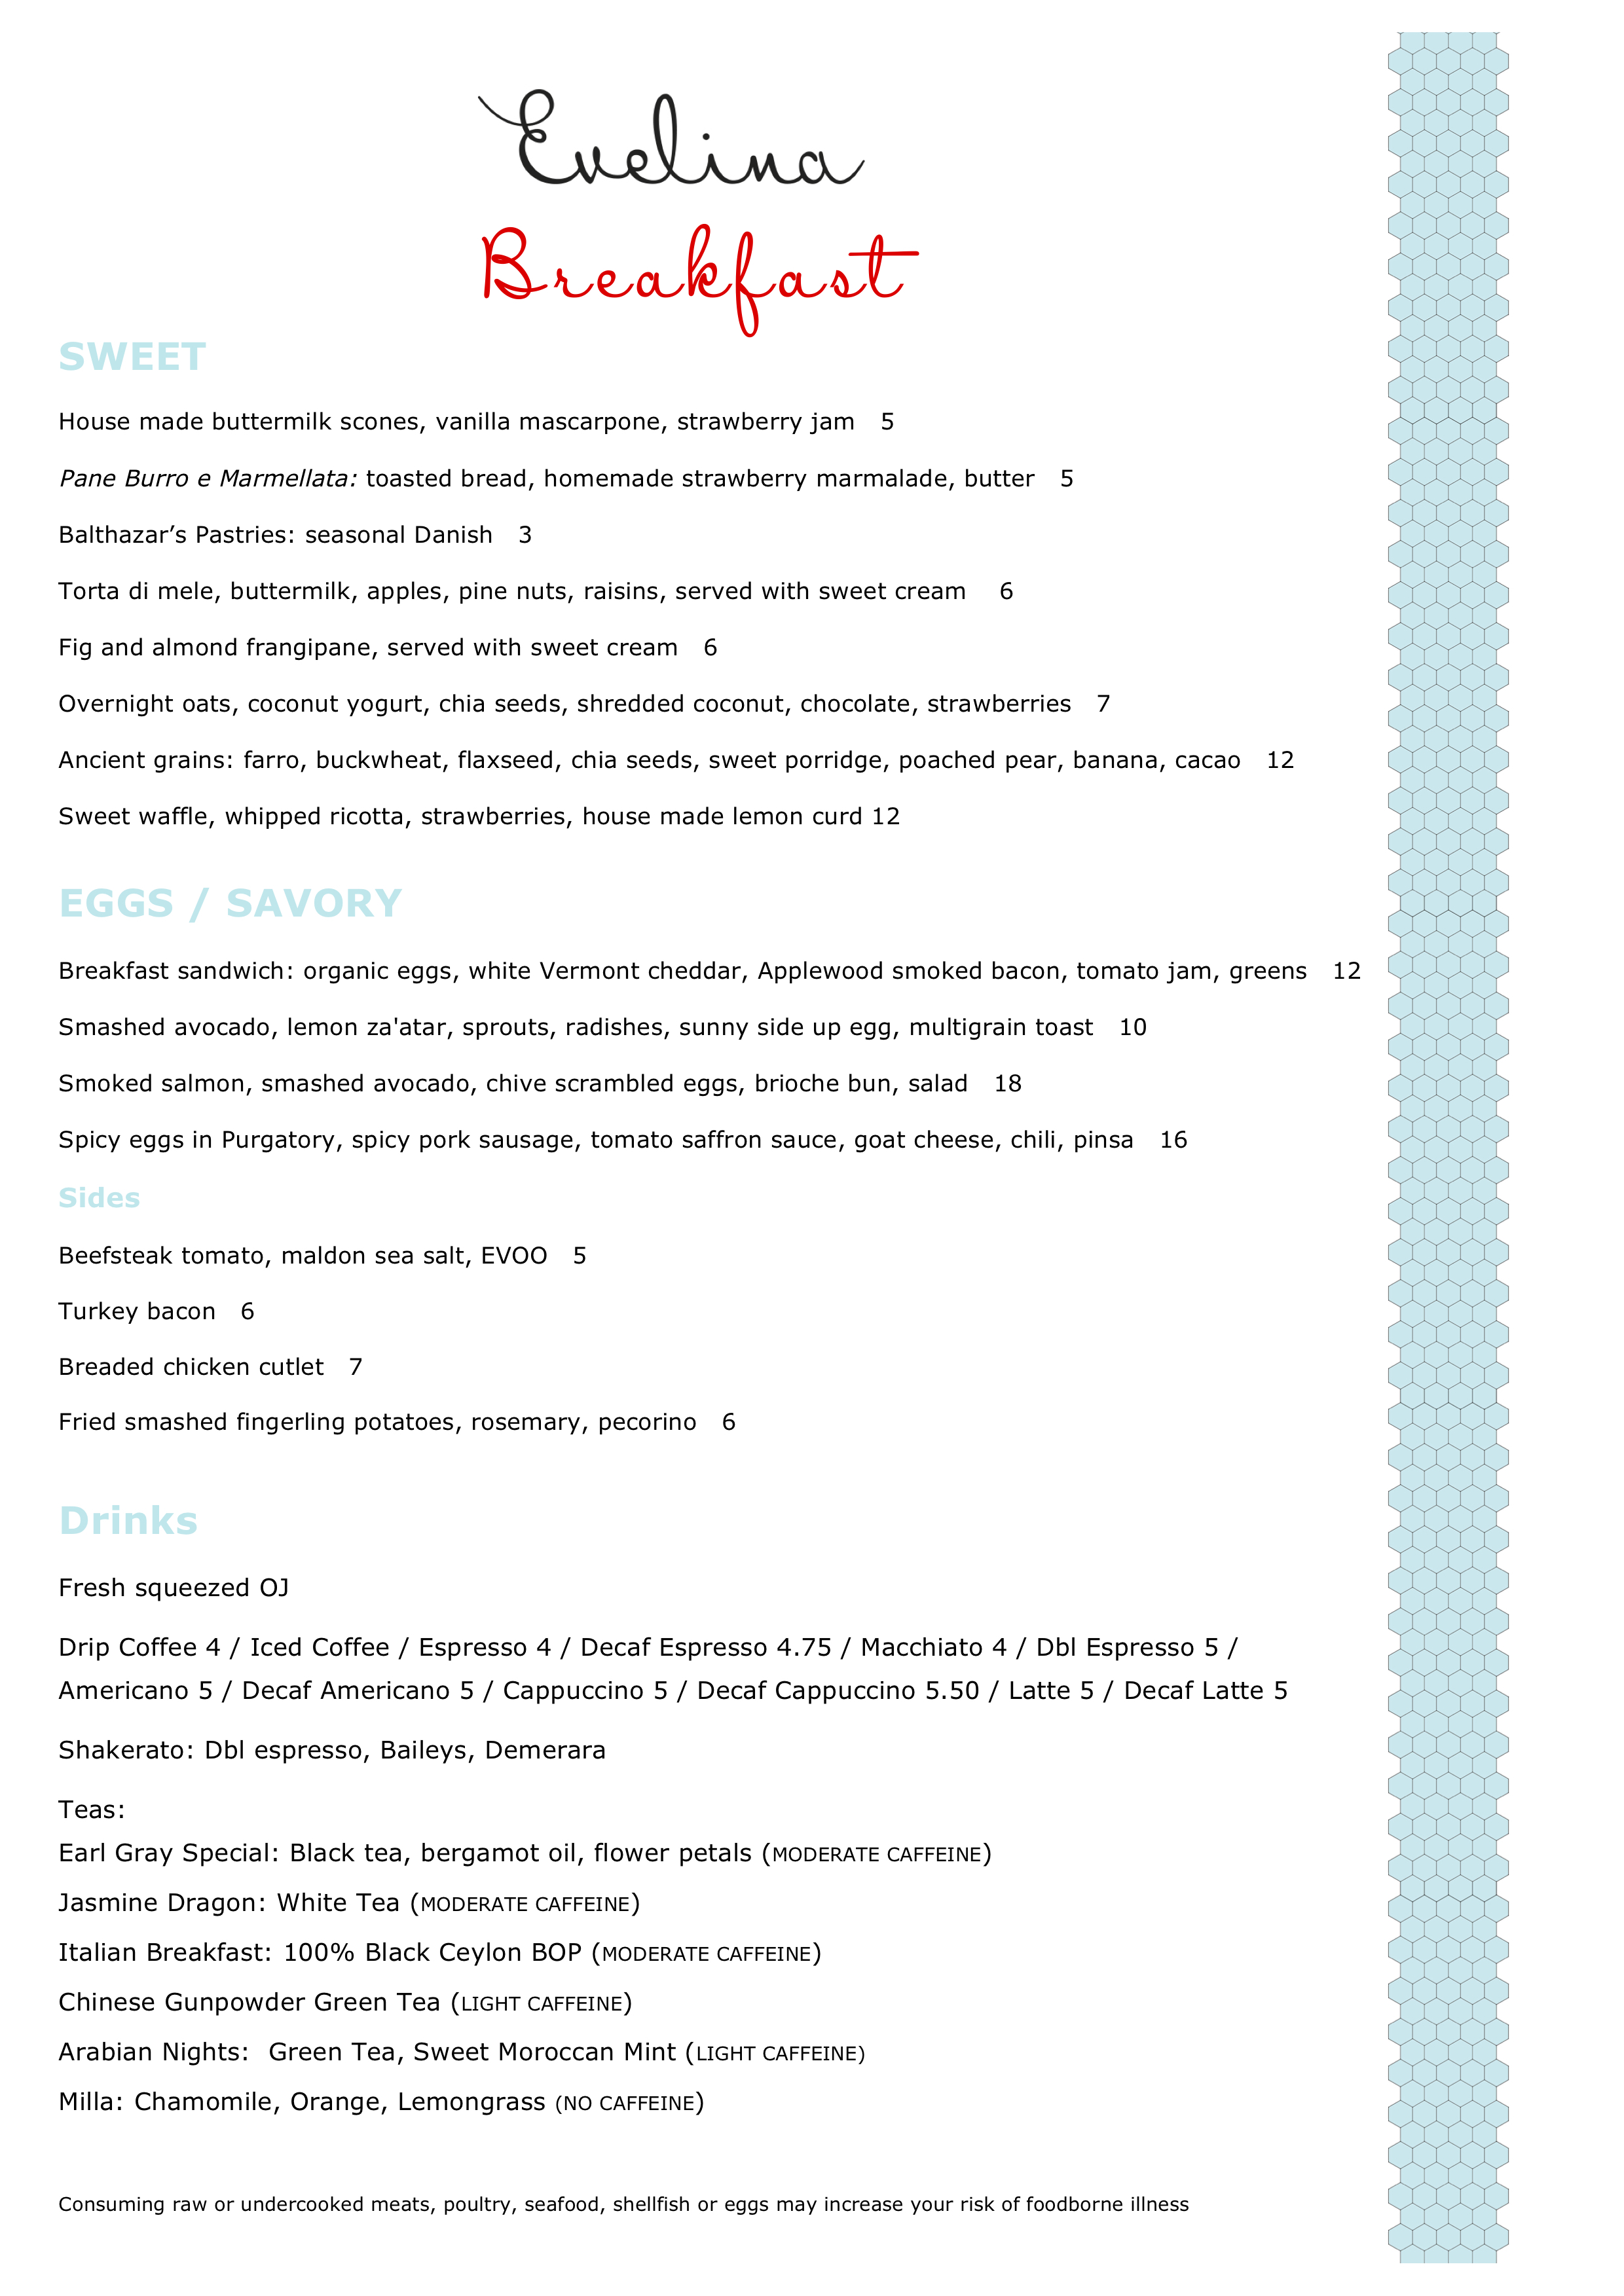 Evelina
Breakfast
SWEET
House made buttermilk scones, vanilla mascarpone, strawberry jam 5
Pane Burro e Marmellata: toasted bread, homemade strawberry marmalade, butter 5
Balthazar’s Pastries: seasonal Danish 3
Torta di mele, buttermilk, apples, pine nuts, raisins, served with sweet cream 6
Fig and almond frangipane, served with sweet cream 6
Overnight oats, coconut yogurt, chia seeds, shredded coconut, chocolate, strawberries 7
Ancient grains: farro, buckwheat, flaxseed, chia seeds, sweet porridge, poached pear, banana, cacao 12
Sweet waffle, whipped ricotta, strawberries, house made lemon curd 12
EGGS / SAVORY
Breakfast sandwich: organic eggs, white Vermont cheddar, Applewood smoked bacon, tomato jam, greens 12
Smashed avocado, lemon za'atar, sprouts, radishes, sunny side up egg, multigrain toast 10
Smoked salmon, smashed avocado, chive scrambled eggs, brioche bun, salad 18
Spicy eggs in Purgatory, spicy pork sausage, tomato saffron sauce, goat cheese, chili, pinsa 16
Sides
Beefsteak tomato, maldon sea salt, EVOO 5
Turkey bacon 6
Breaded chicken cutlet 7
Fried smashed fingerling potatoes, rosemary, pecorino 6
Drinks
Fresh squeezed OJ
Drip Coffee 4 / Iced Coffee / Espresso 4 / Decaf Espresso 4.75 / Macchiato 4 / Dbl Espresso 5 /
Americano 5 / Decaf Americano 5 / Cappuccino 5 / Decaf Cappuccino 5.50 / Latte 5 / Decaf Latte 5
Shakerato: Dbl espresso, Baileys, Demerara
Teas:
Earl Gray Special: Black tea, bergamot oil, flower petals (MODERATE CAFFEINE)
Jasmine Dragon: White Tea (MODERATE CAFFEINE)
Italian Breakfast: 100% Black Ceylon BOP (MODERATE CAFFEINE)
Chinese Gunpowder Green Tea (LIGHT CAFFEINE)
Arabian Nights: Green Tea, Sweet Moroccan Mint (LIGHT CAFFEINE)
Milla: Chamomile, Orange, Lemongrass (NO CAFFEINE)
Consuming raw or undercooked meats, poultry, seafood, shellfish or eggs may increase your risk of foodborne illness